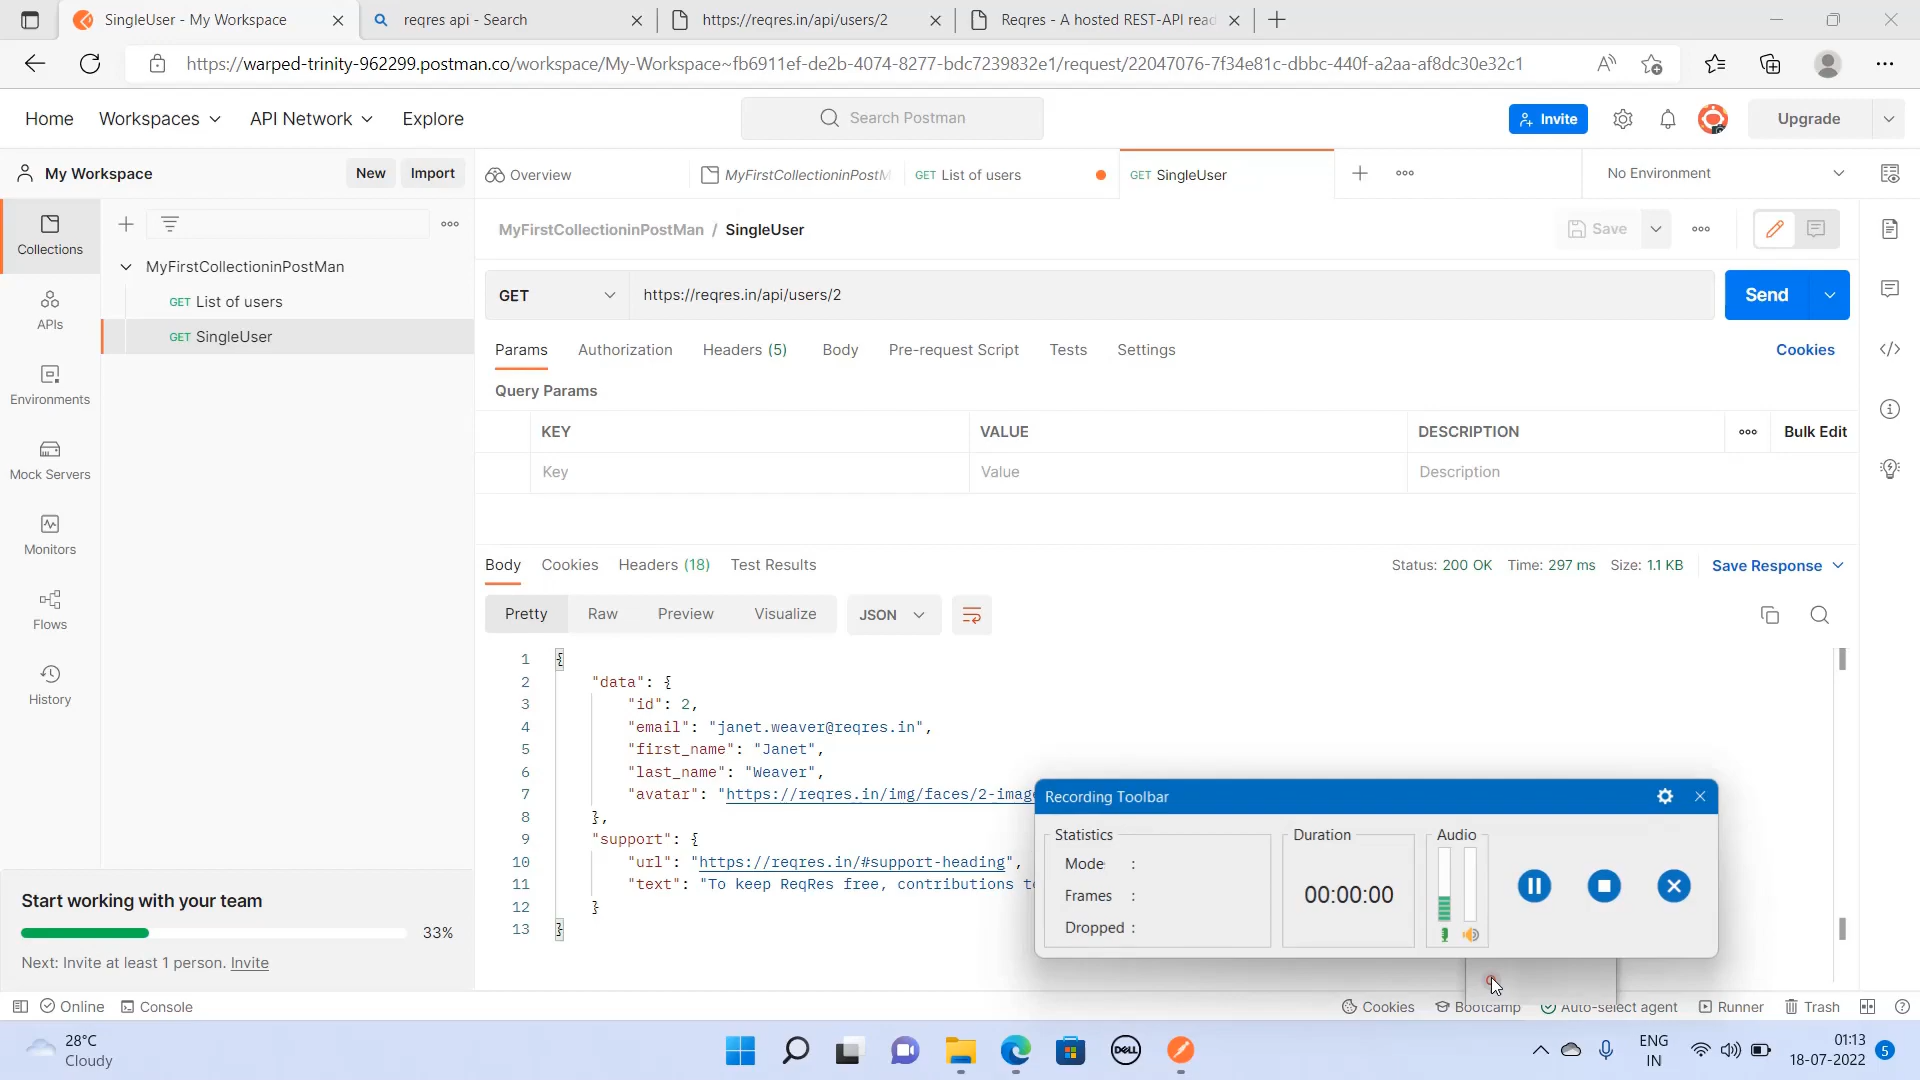 SingleUser - My Workspace
reqres api - Search
https://reqres.in/api/users/2
Reqres - A hosted REST-API read
https://warped-trinity-962299.postman.co/workspace/My-Workspace~fb6911ef-de2b-4074-8277-bdc7239832e1/request/22047076-7f34e81c-dbbc-440f-a2aa-af8dc30e32c1
Home
Workspaces
API Network
Explore
Search Postman
Invite
Upgrade
My Workspace
New
Import
Overview
MyFirstCollectioninPostM
GET List of users
GET SingleUser
No Environment
Collections
APIs
Environments
Mock Servers
Monitors
Flows
History
MyFirstCollectioninPostMan
GET List of users
GET SingleUser
MyFirstCollectioninPostMan / SingleUser
Save
GET
https://reqres.in/api/users/2
Send
Params
Authorization
Headers (5)
Body
Pre-request Script
Tests
Settings
Cookies
Query Params
KEY
VALUE
DESCRIPTION
Bulk Edit
Key
Value
Description
Body
Cookies
Headers (18)
Test Results
Status: 200 OK
Time: 297 ms
Size: 1.1 KB
Save Response
Pretty
Raw
Preview
Visualize
JSON
1 {
2 "data": {
3 "id": 2,
4 "email": "janet.weaver@reqres.in",
5 "first_name": "Janet",
6 "last_name": "Weaver",
7 "avatar": "https://reqres.in/img/faces/2-imag
8 },
9 "support": {
10 "url": "https://reqres.in/#support-heading",
11 "text": "To keep ReqRes free, contributions t
12 }
13 }
Recording Toolbar
Statistics
Mode :
Frames :
Dropped :
Duration
00:00:00
Audio
Start working with your team
33%
Next: Invite at least 1 person. Invite
Online
Console
Cookies
Bootcamp
Auto-select agent
Runner
Trash
28°C
Cloudy
DELL
ENG
IN
01:13
18-07-2022
5